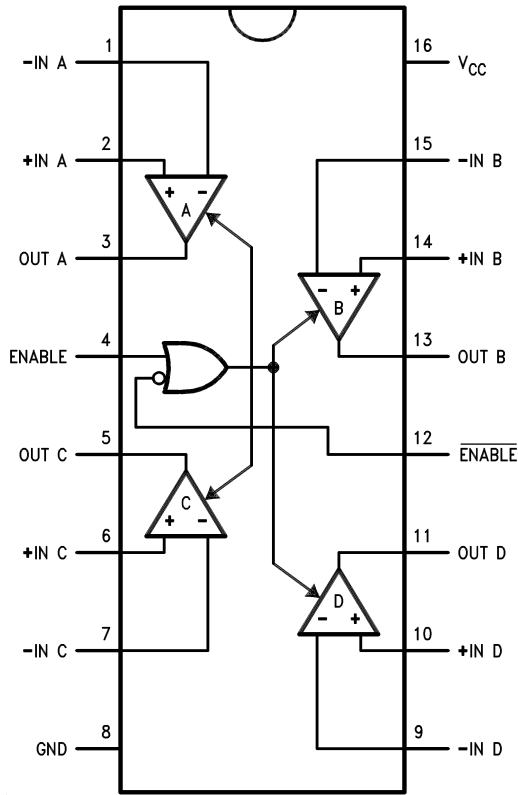 1 16
-IN A VCC
2 15
+IN A -IN B
+ - A
3 14
OUT A +IN B
- + B
4 13
ENABLE OUT B
5 12
OUT C ENABLE
C + -
6 11
+IN C OUT D
D - +
7 10
-IN C +IN D
8 9
GND -IN D